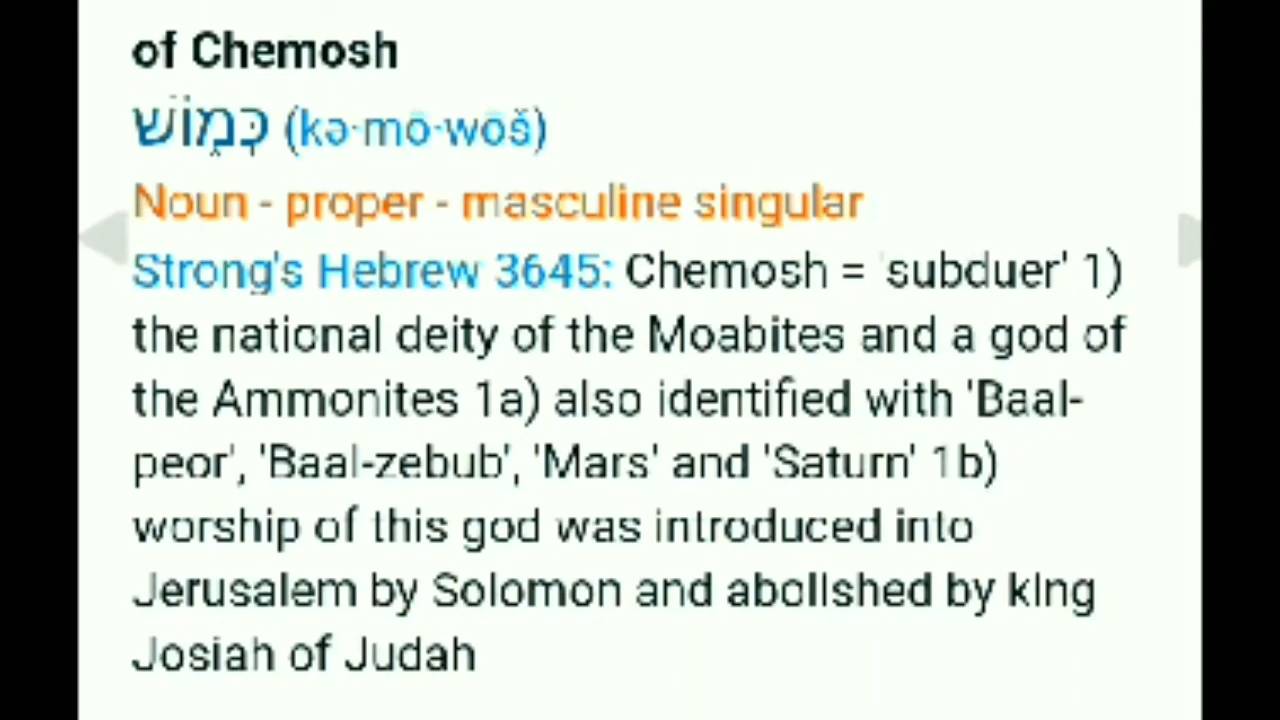 of Chemosh
כְּמ֑וֹשׁ (kə·mō·wōš)
Noun - proper - masculine singular
Strong's Hebrew 3645: Chemosh = 'subduer' 1)
the national deity of the Moabites and a god of
the Ammonites 1a) also identified with 'Baal-
peor', 'Baal-zebub', 'Mars' and 'Saturn' 1b)
worship of this god was introduced into
Jerusalem by Solomon and abolished by king
Josiah of Judah